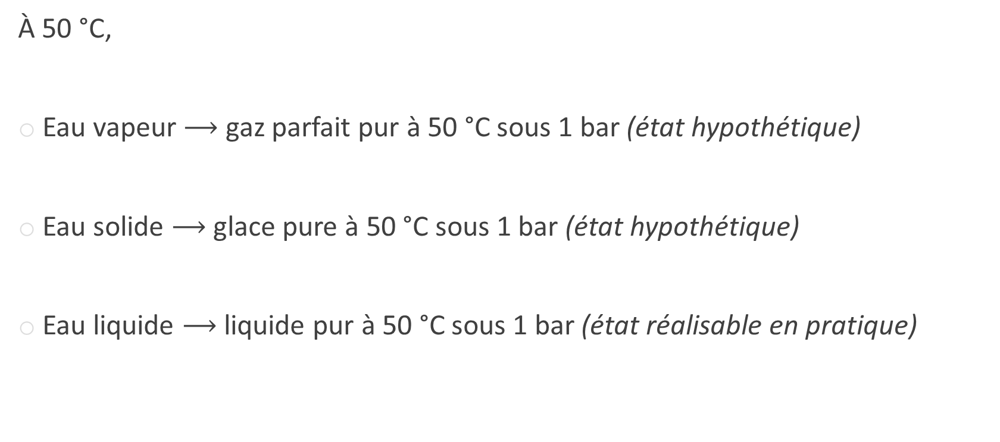 À 50 °C,
○ Eau vapeur ⟶ gaz parfait pur à 50 °C sous 1 bar (état hypothétique)
○ Eau solide ⟶ glace pure à 50 °C sous 1 bar (état hypothétique)
○ Eau liquide ⟶ liquide pur à 50 °C sous 1 bar (état réalisable en pratique)